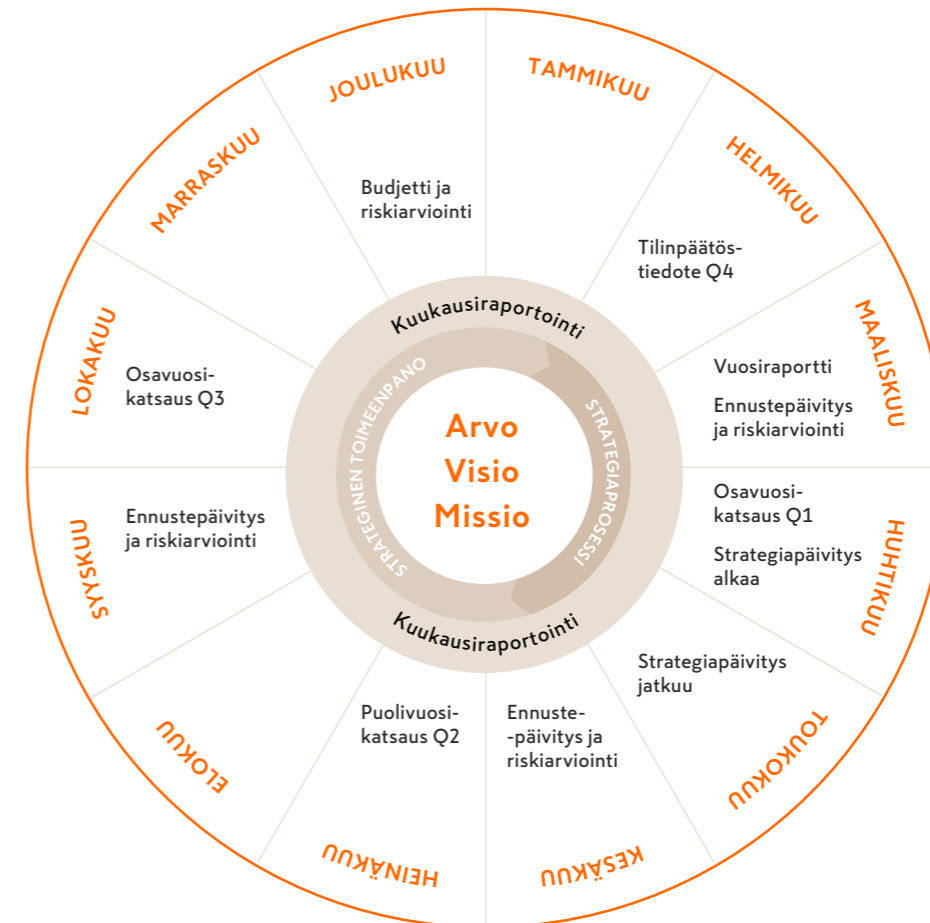 TAMMIKUU
HELMIKUU
Tilinpäätös-
tiedote Q4
MAALISKUU
Vuosiraportti
Ennustepäivitys
ja riskiarviointi
HUHTIKUU
Osavuosi-
katsaus Q1
Strategiapäivitys
alkaa
TOUKOKUU
Strategiapäivitys
jatkuu
KESÄKUU
Ennuste-
-päivitys ja
riskiarviointi
HEINÄKUU
Puolivuosi-
katsaus Q2
ELOKUU
SYYSKUU
Ennustepäivitys
ja riskiarviointi
LOKAKUU
Osavuosi-
katsaus Q3
MARRASKUU
JOULUKUU
Budjetti ja
riskiarviointi
Kuukausiraportointi
STRATEGIAPROSESSI
STRATEGINEN TOIMEENPANO
Arvo
Visio
Missio
Kuukausiraportointi